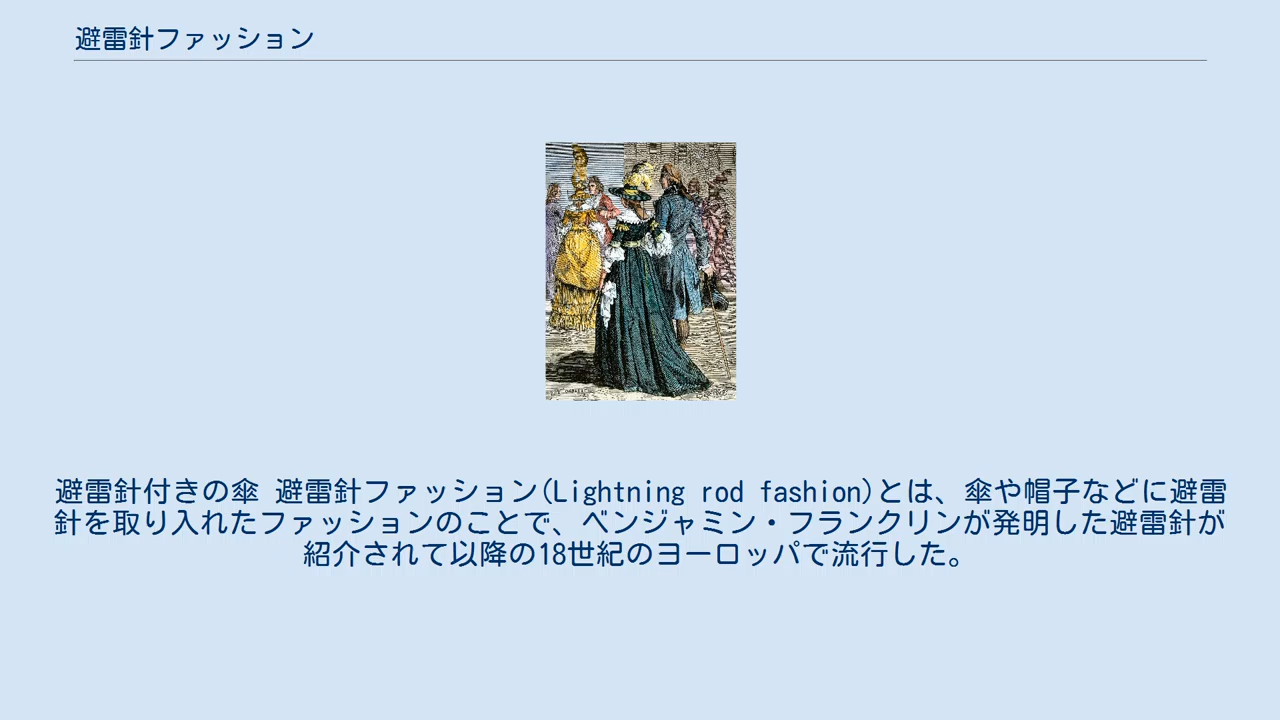 避雷針ファッション
避雷針付きの傘 避雷針ファッション(Lightning rod fashion)とは、傘や帽子などに避雷
針を取り入れたファッションのことで、ベンジャミン・フランクリンが発明した避雷針が
紹介されて以降の18世紀のヨーロッパで流行した。